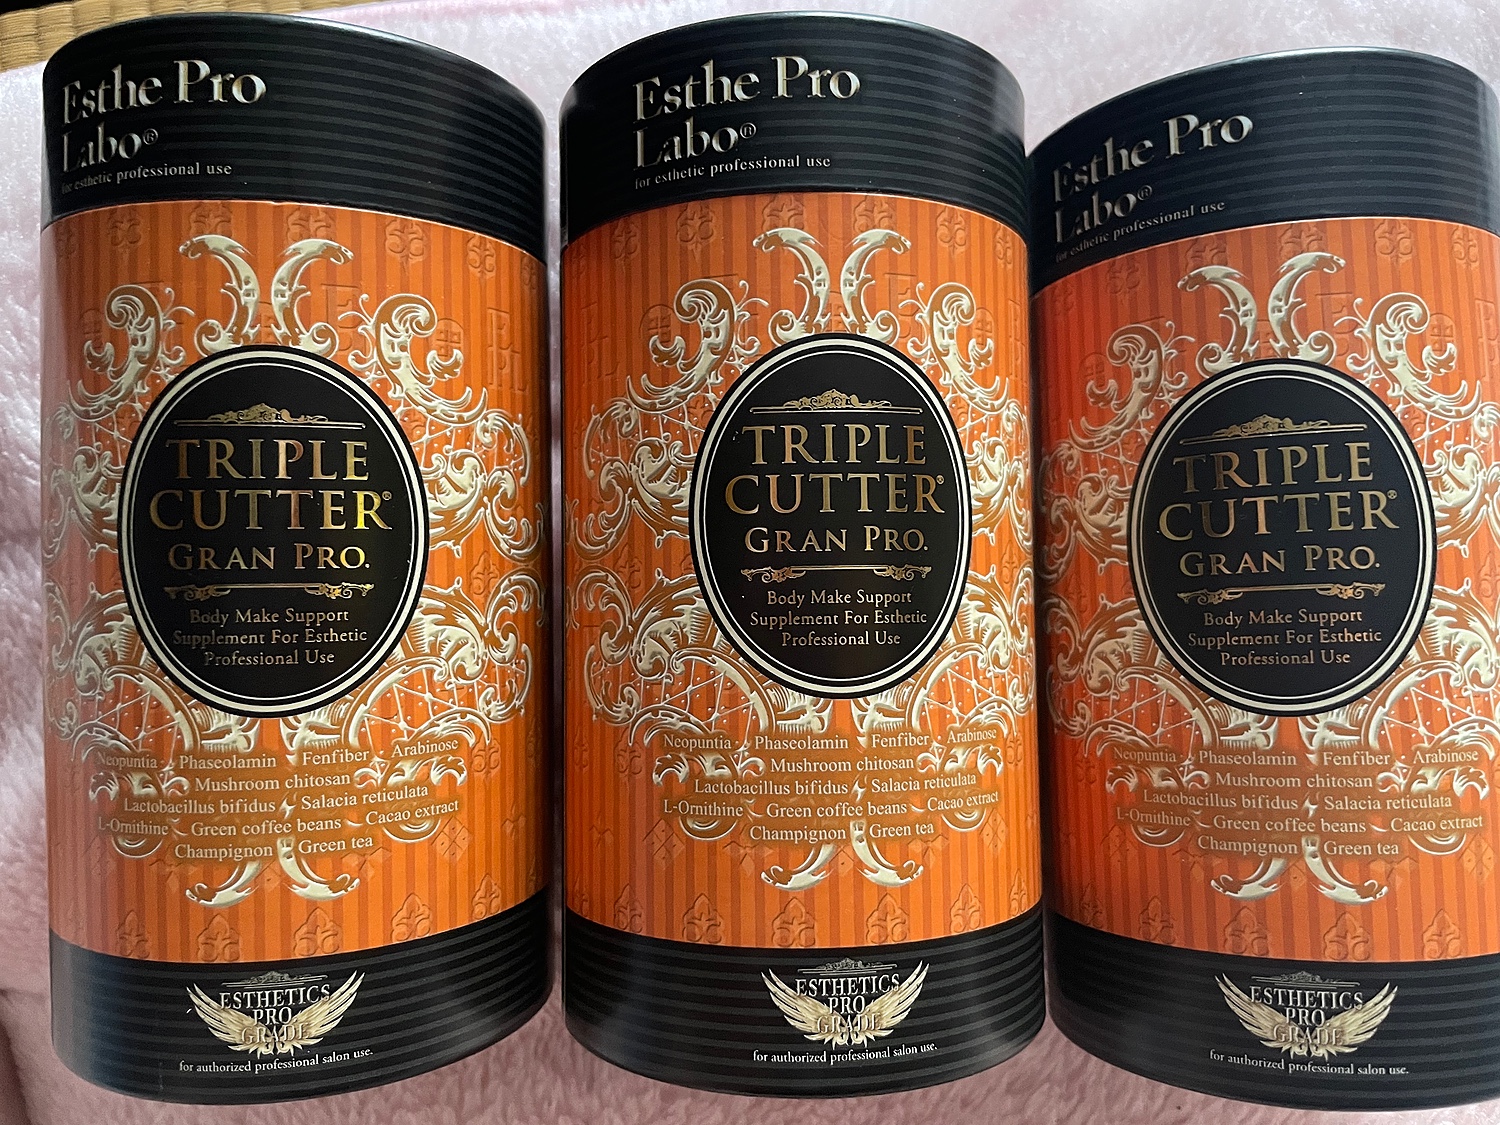 Esthe Pro
Labo®
for esthetic professional use
TRIPLE
CUTTER®
GRAN PRO.
Body Make Support
Supplement For Esthetic
Professional Use
Neopuntia Phaseolamin Fenfiber Arabinose
Mushroom chitosan
Lactobacillus bifidus Salacia reticulata
L-Ornithine Green coffee beans Cacao extract
Champignon Green tea
ESTHETICS
PRO
GRADE
for authorized professional salon use.
Esthe Pro
Labo®
for esthetic professional use
TRIPLE
CUTTER®
GRAN PRO.
Body Make Support
Supplement For Esthetic
Professional Use
Neopuntia Phaseolamin Fenfiber Arabinose
Mushroom chitosan
Lactobacillus bifidus Salacia reticulata
L-Ornithine Green coffee beans Cacao extract
Champignon Green tea
ESTHETICS
PRO
GRADE
for authorized professional salon use.
Esthe Pro
Labo®
for esthetic professional use
TRIPLE
CUTTER®
GRAN PRO.
Body Make Support
Supplement For Esthetic
Professional Use
Neopuntia Phaseolamin Fenfiber Arabinose
Mushroom chitosan
Lactobacillus bifidus Salacia reticulata
L-Ornithine Green coffee beans Cacao extract
Champignon Green tea
ESTHETICS
PRO
GRADE
for authorized professional salon use.